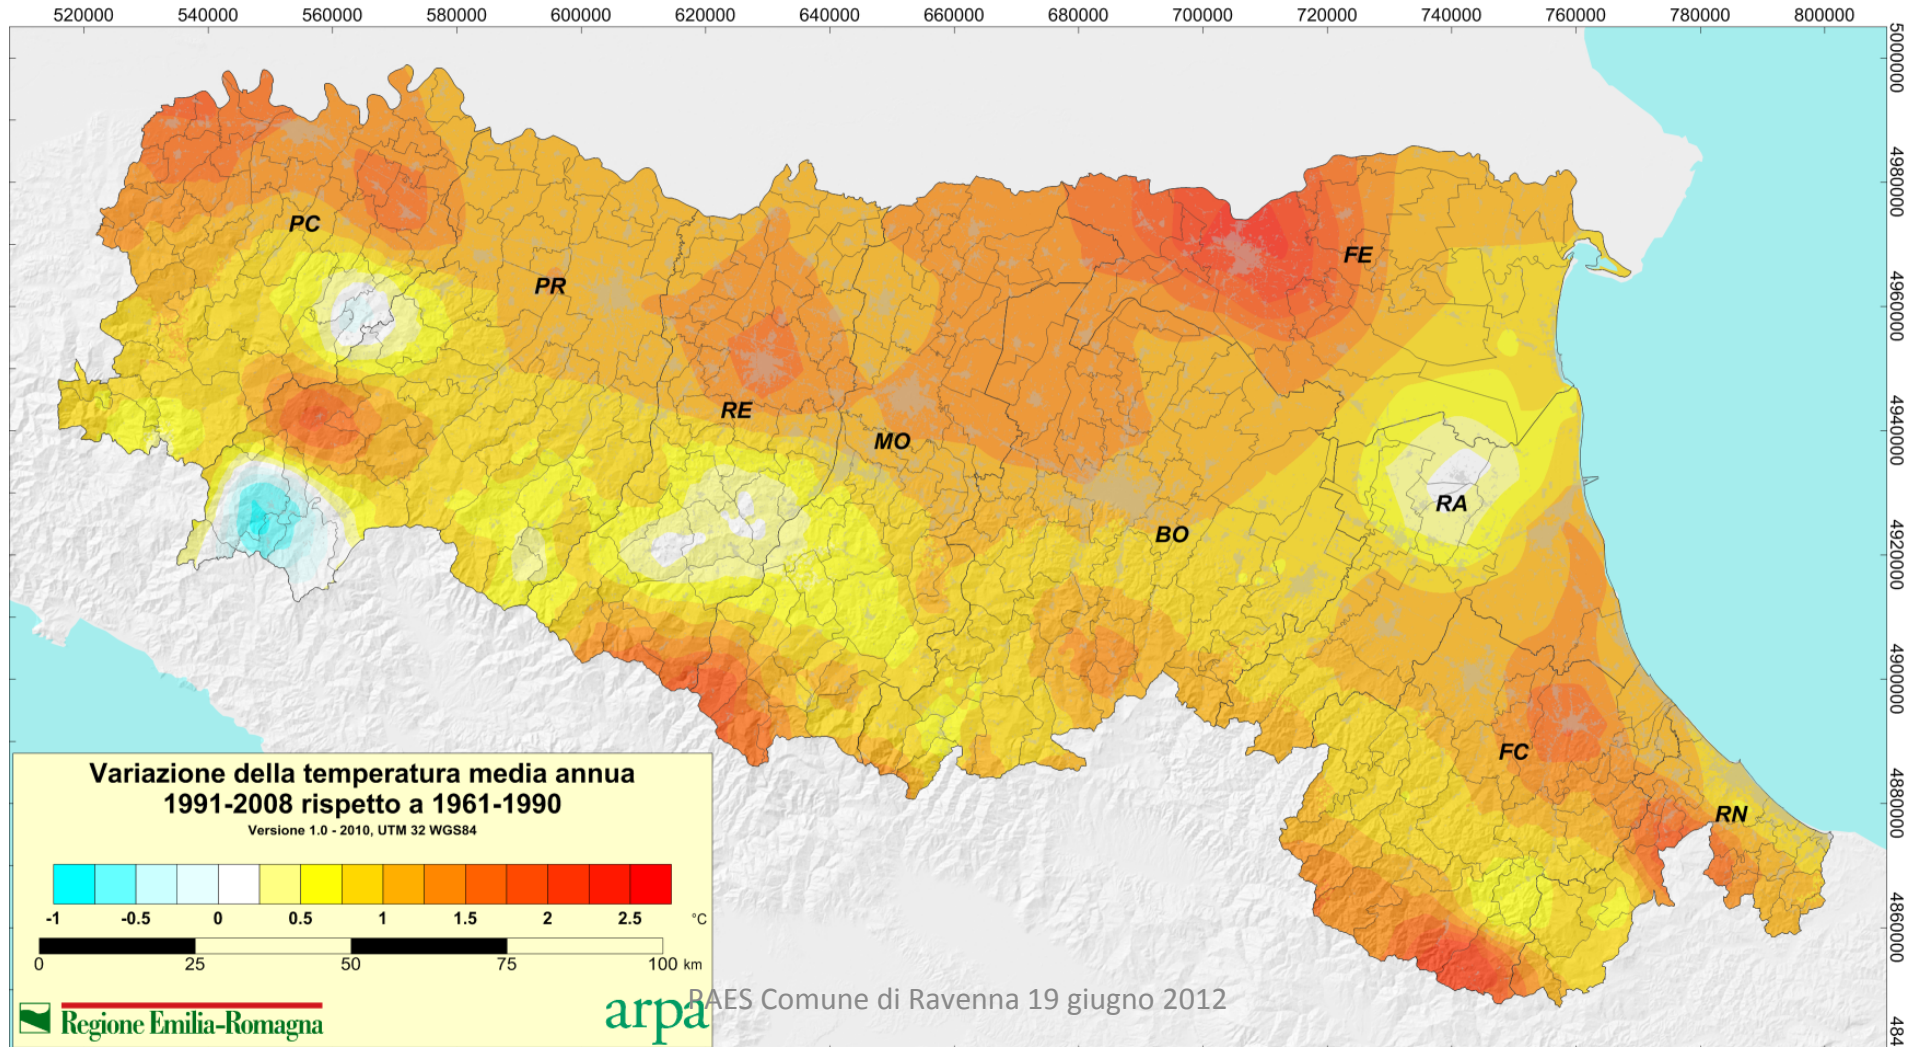 520000 540000 560000 580000 600000 620000 640000 660000 680000 700000 720000 740000 760000 780000 800000
5000000
4980000
4960000
4940000
4920000
4900000
4880000
4860000
484
PC
PR
RE
MO
BO
FE
RA
FC
RN
Variazione della temperatura media annua
1991-2008 rispetto a 1961-1990
Versione 1.0 - 2010, UTM 32 WGS84
-1 -0.5 0 0.5 1 1.5 2 2.5 °C
0 25 50 75 100 km
Regione Emilia-Romagna
arpa
PAES Comune di Ravenna 19 giugno 2012